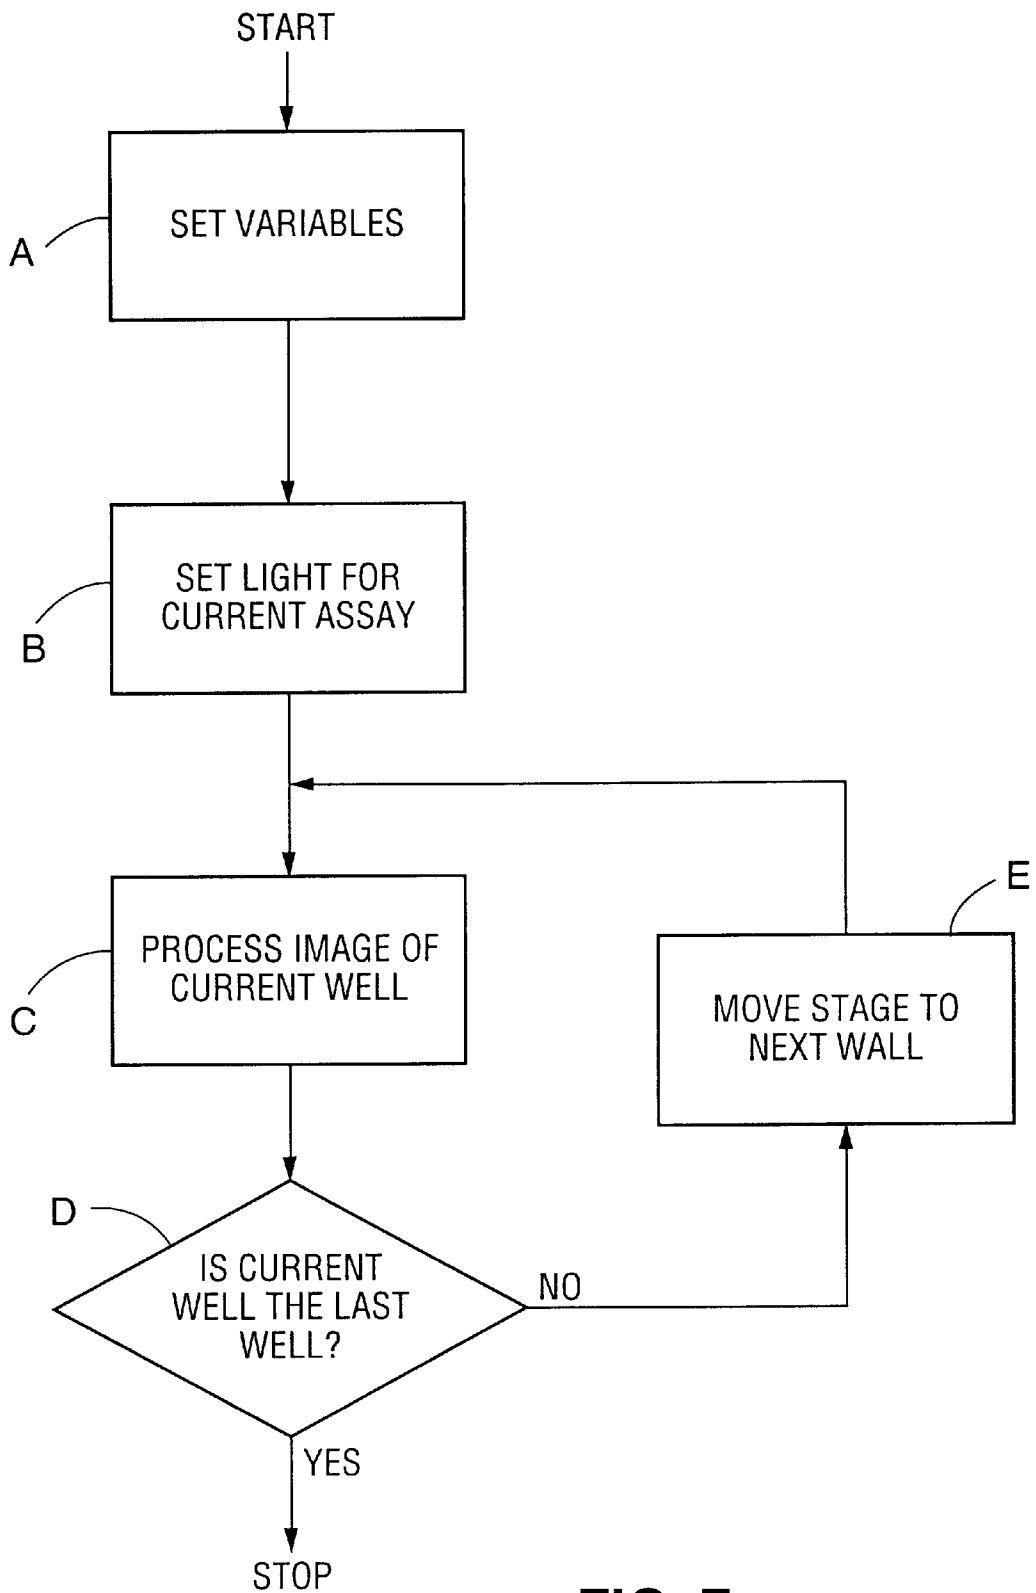 START
SET VARIABLES
A
SET LIGHT FOR
CURRENT ASSAY
B
PROCESS IMAGE OF
CURRENT WELL
C
E
MOVE STAGE TO
NEXT WALL
D
IS CURRENT
WELL THE LAST
WELL?
NO
YES
STOP